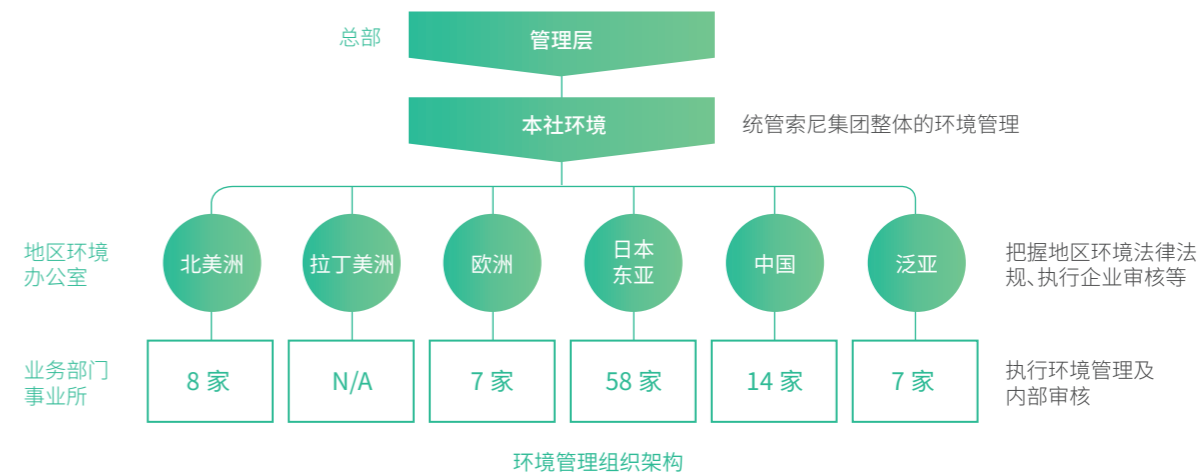 总部
管理层
本社环境
统管索尼集团整体的环境管理
地区环境
办公室
北美洲
拉丁美洲
欧洲
日本
东亚
中国
泛亚
把握地区环境法律法
规、执行企业审核等
业务部门
事业所
8 家
N/A
7 家
58 家
14 家
7 家
执行环境管理及
内部审核
环境管理组织架构